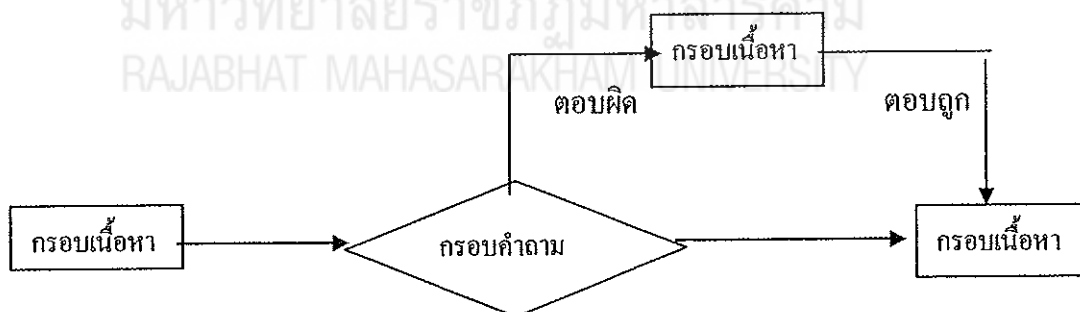 มหาวิทยาลัยราชภัฏมหาสารคาม
RAJABHAT MAHASARAKHAM UNIVERSITY
กรอบเนื้อหา
ตอบผิด
ตอบถูก
กรอบเนื้อหา
กรอบคำถาม
กรอบเนื้อหา